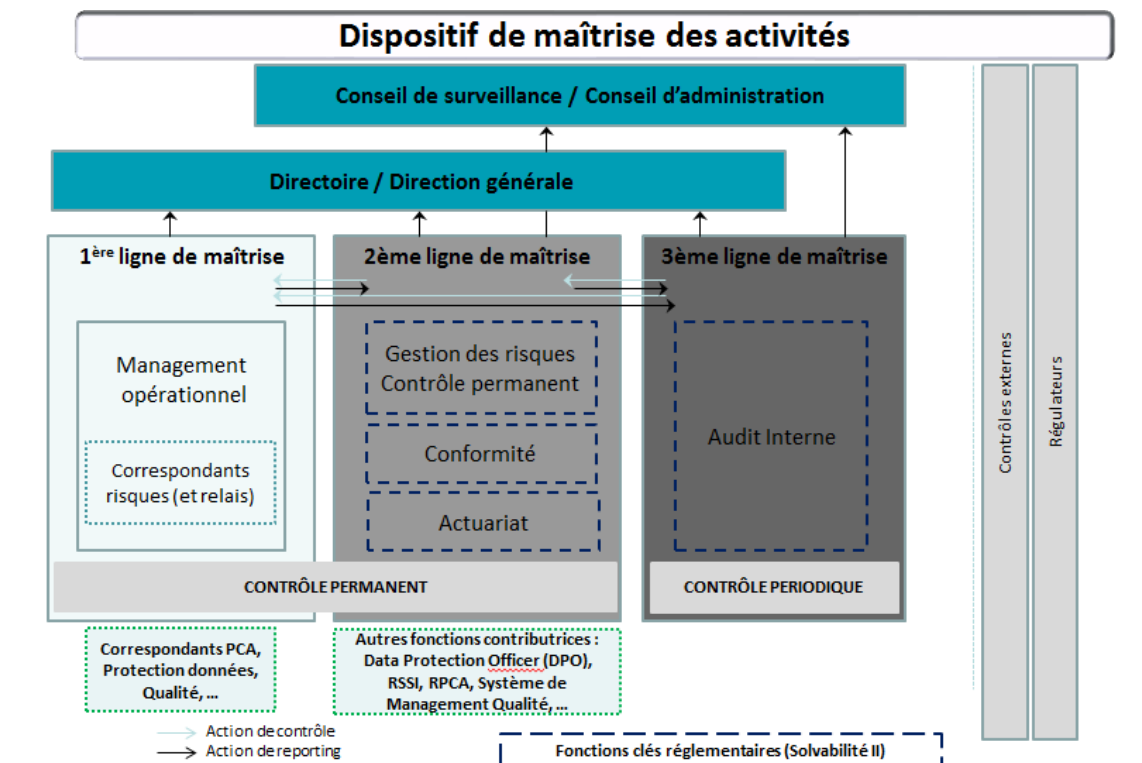 Dispositif de maîtrise des activités
Conseil de surveillance / Conseil d'administration
Directoire / Direction générale
1ère ligne de maîtrise
2ème ligne de maîtrise
3ème ligne de maîtrise
Management
opérationnel
Correspondants
risques (et relais)
Gestion des risques
Contrôle permanent
Conformité
Actuariat
Audit Interne
CONTRÔLE PERMANENT
CONTRÔLE PERIODIQUE
Correspondants PCA,
Protection données,
Qualité, ...
Autres fonctions contributrices :
Data Protection Officer (DPO),
RSSI, RPCA, Système de
Management Qualité, ...
Action de contrôle
Action de reporting
Fonctions clés réglementaires (Solvabilité II)
Contrôles externes
Régulateurs